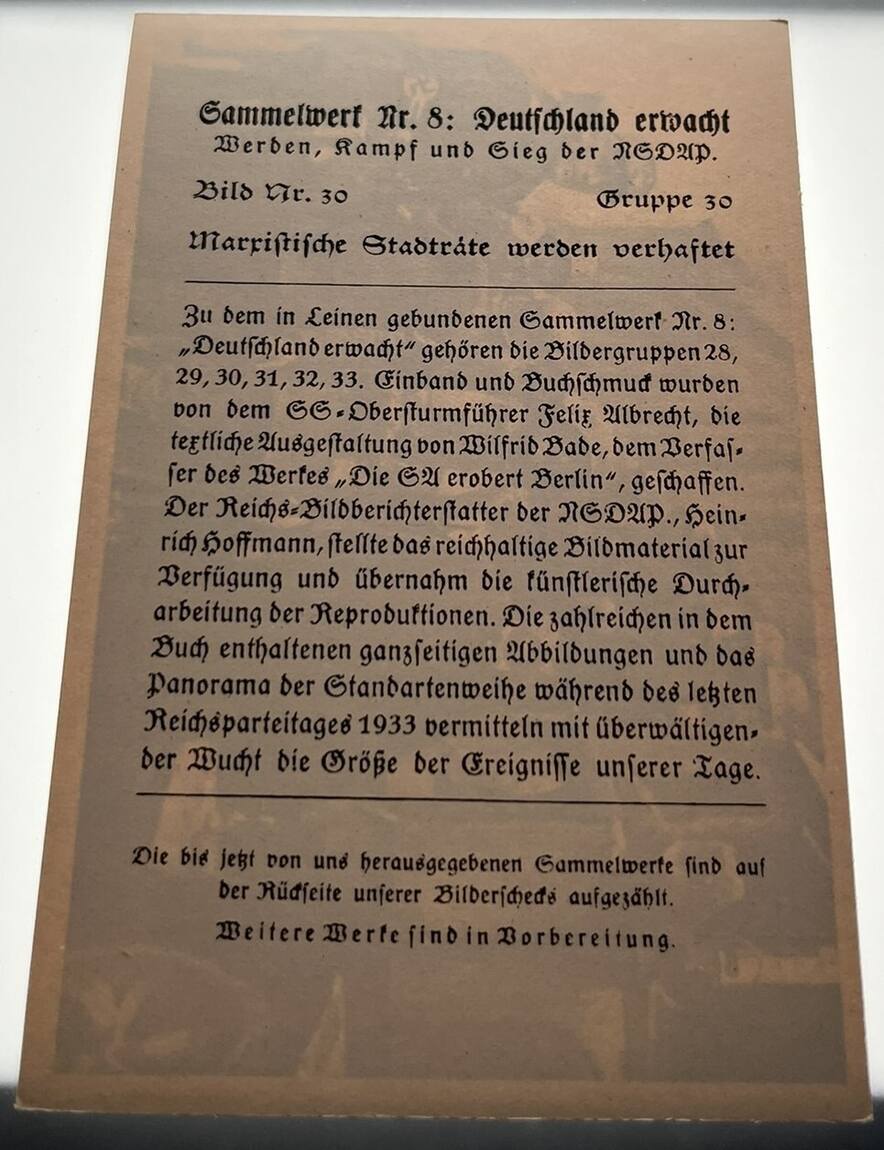 Sammelwerk Nr. 8: Deutschland erwacht
Werden, Kampf und Sieg der NSDAP.
Bild Nr. 30 Gruppe 30
Marxistische Stadträte werden verhaftet
Zu dem in Leinen gebundenen Sammelwerk Nr. 8:
„Deutschland erwacht“ gehören die Bildergruppen 28,
29, 30, 31, 32, 33. Einband und Buchschmuck wurden
von dem SS-Obersturmführer Felix Albrecht, die
textliche Ausgestaltung von Wilfrid Bade, dem Verfas-
ser des Werkes „Die SA erobert Berlin“, geschaffen.
Der Reichs-Bildberichterstatter der NSDAP., Hein-
rich Hoffmann, stellte das reichhaltige Bildmaterial zur
Verfügung und übernahm die künstlerische Durch-
arbeitung der Reproduktionen. Die zahlreichen in dem
Buch enthaltenen ganzseitigen Abbildungen und das
Panorama der Standartenweihe während des letzten
Reichsparteitages 1933 vermitteln mit überwältigen-
der Wucht die Größe der Ereignisse unserer Tage.
Die bis jetzt von uns herausgegebenen Sammelwerke sind auf
der Rückseite unserer Bilderschecks aufgezählt.
Weitere Werke sind in Vorbereitung.